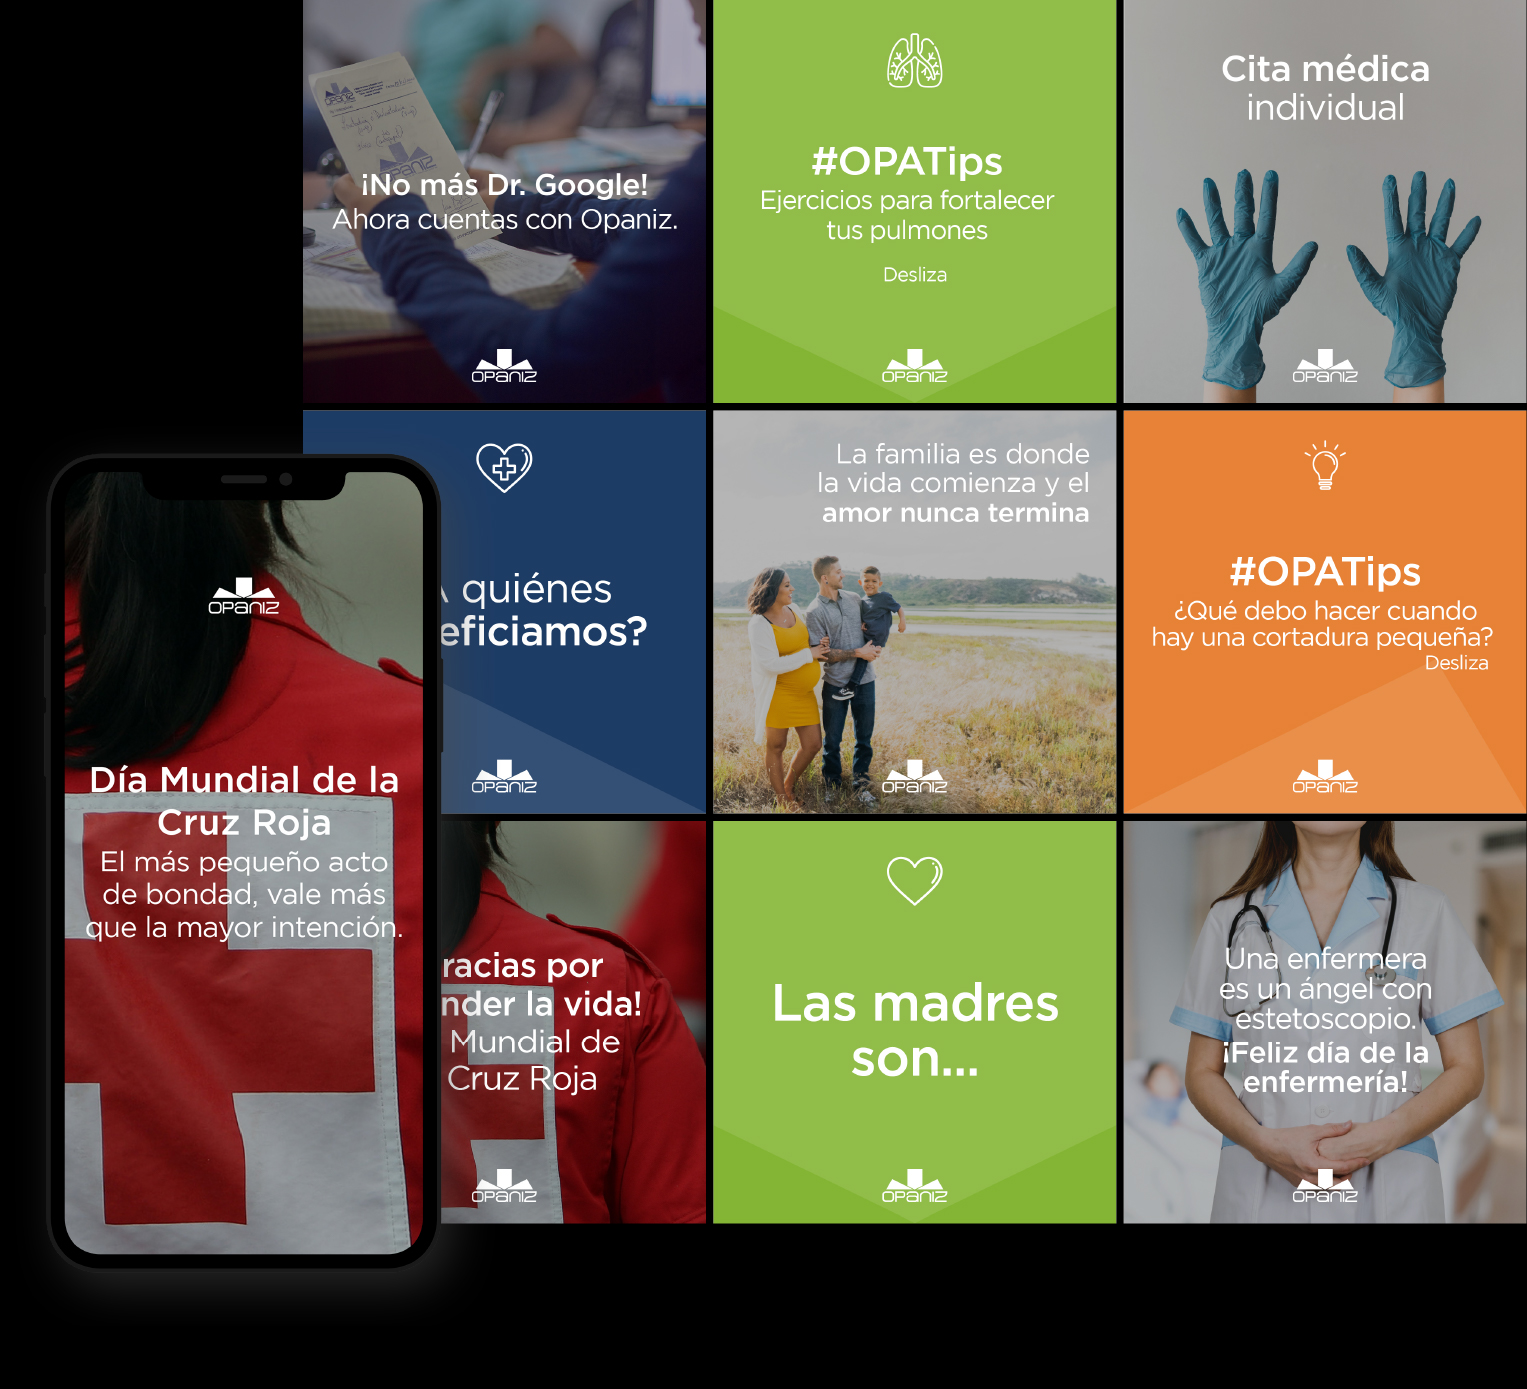 OPANIZ
¡No más Dr. Google!
Ahora cuentas con Opaniz.
OPANIZ
#OPATips
Ejercicios para fortalecer
tus pulmones
Desliza
OPANIZ
Cita médica
individual
OPANIZ
quiénes
eficiamos?
OPANIZ
La familia es donde
la vida comienza y el
amor nunca termina
OPANIZ
#OPATips
¿Qué debo hacer cuando
hay una cortadura pequeña?
Desliza
OPANIZ
OPANIZ
Día Mundial de la
Cruz Roja
El más pequeño acto
de bondad, vale más
que la mayor intención.
racias por
nder la vida!
Mundial de
Cruz Roja
OPANIZ
Las madres
son...
OPANIZ
Una enfermera
es un ángel con
estetoscopio.
¡Feliz día de la
enfermería!
OPANIZ